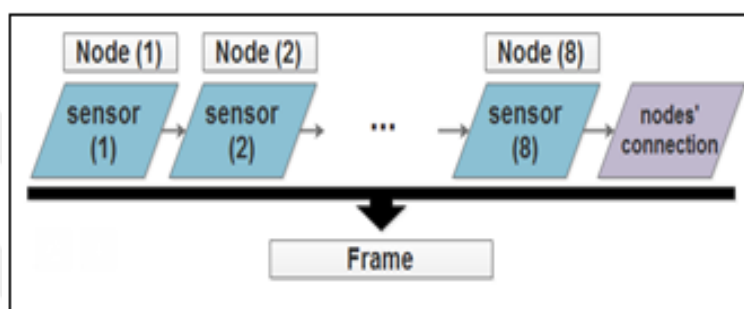 Node (1)
Node (2)
Node (8)
sensor
(1)
sensor
(2)
...
sensor
(8)
nodes'
connection
Frame